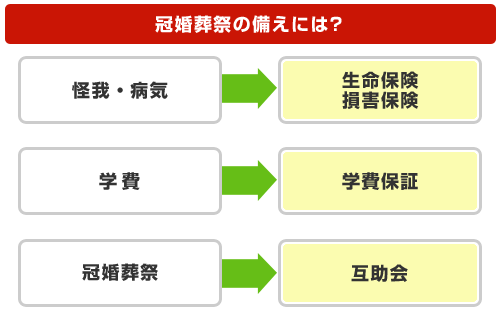 冠婚葬祭の備えには?
怪我・病気
生命保険
損害保険
学費
学費保証
冠婚葬祭
互助会